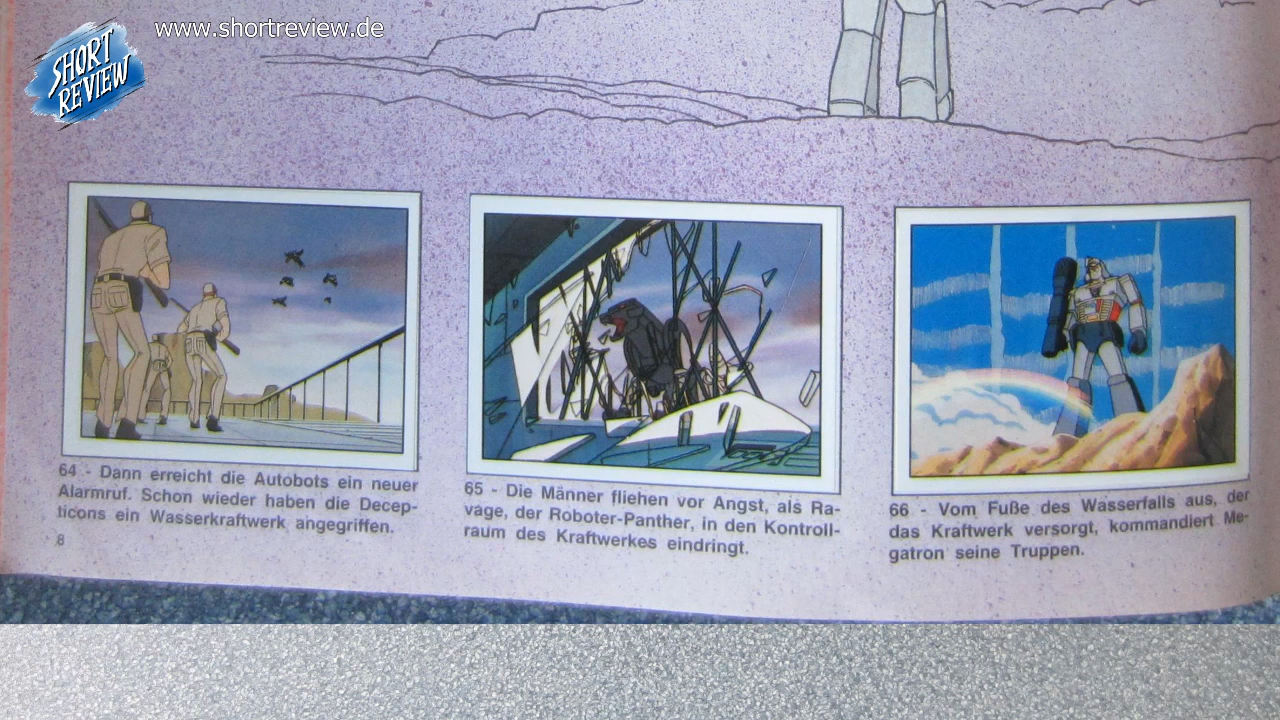 www.shortreview.de
SHORT
REVIEW
64 - Dann erreicht die Autobots ein neuer
Alarmruf. Schon wieder haben die Decep-
ticons ein Wasserkraftwerk angegriffen.
65 - Die Männer fliehen vor Angst, als Ra-
vage, der Roboter-Panther, in den Kontroll-
raum des Kraftwerkes eindringt.
66 - Vom Fuße des Wasserfalls aus, der
das Kraftwerk versorgt, kommandiert Me-
gatron seine Truppen.
8